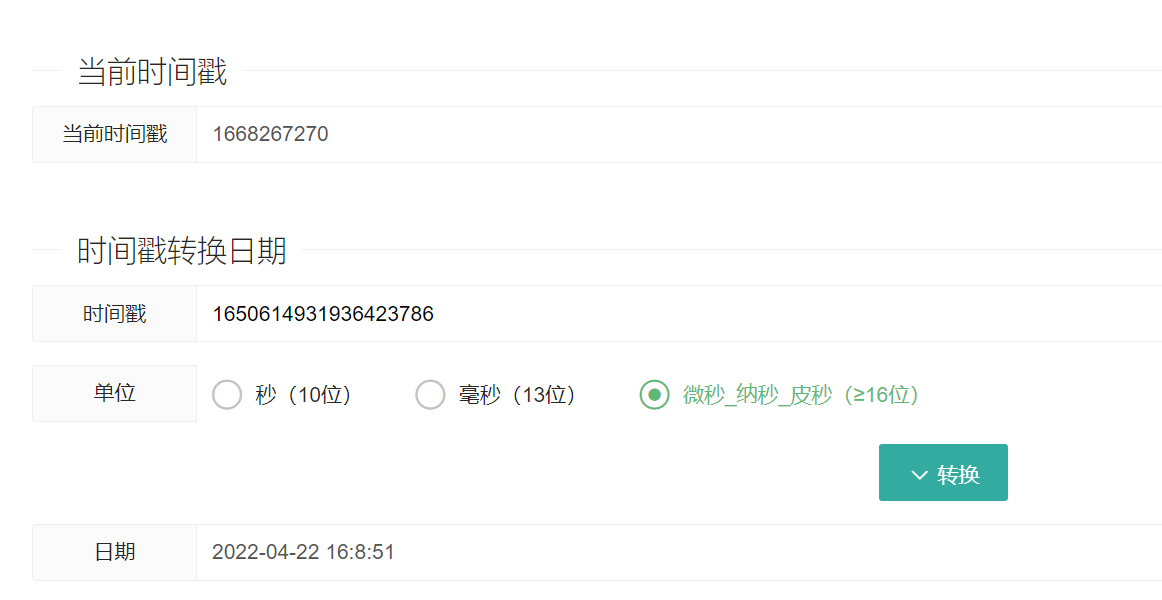 当前时间戳
当前时间戳 1668267270
时间戳转换日期
时间戳 1650614931936423786
单位 秒（10位） 毫秒（13位） 微秒_纳秒_皮秒（≥16位）
转换
日期 2022-04-22 16:8:51